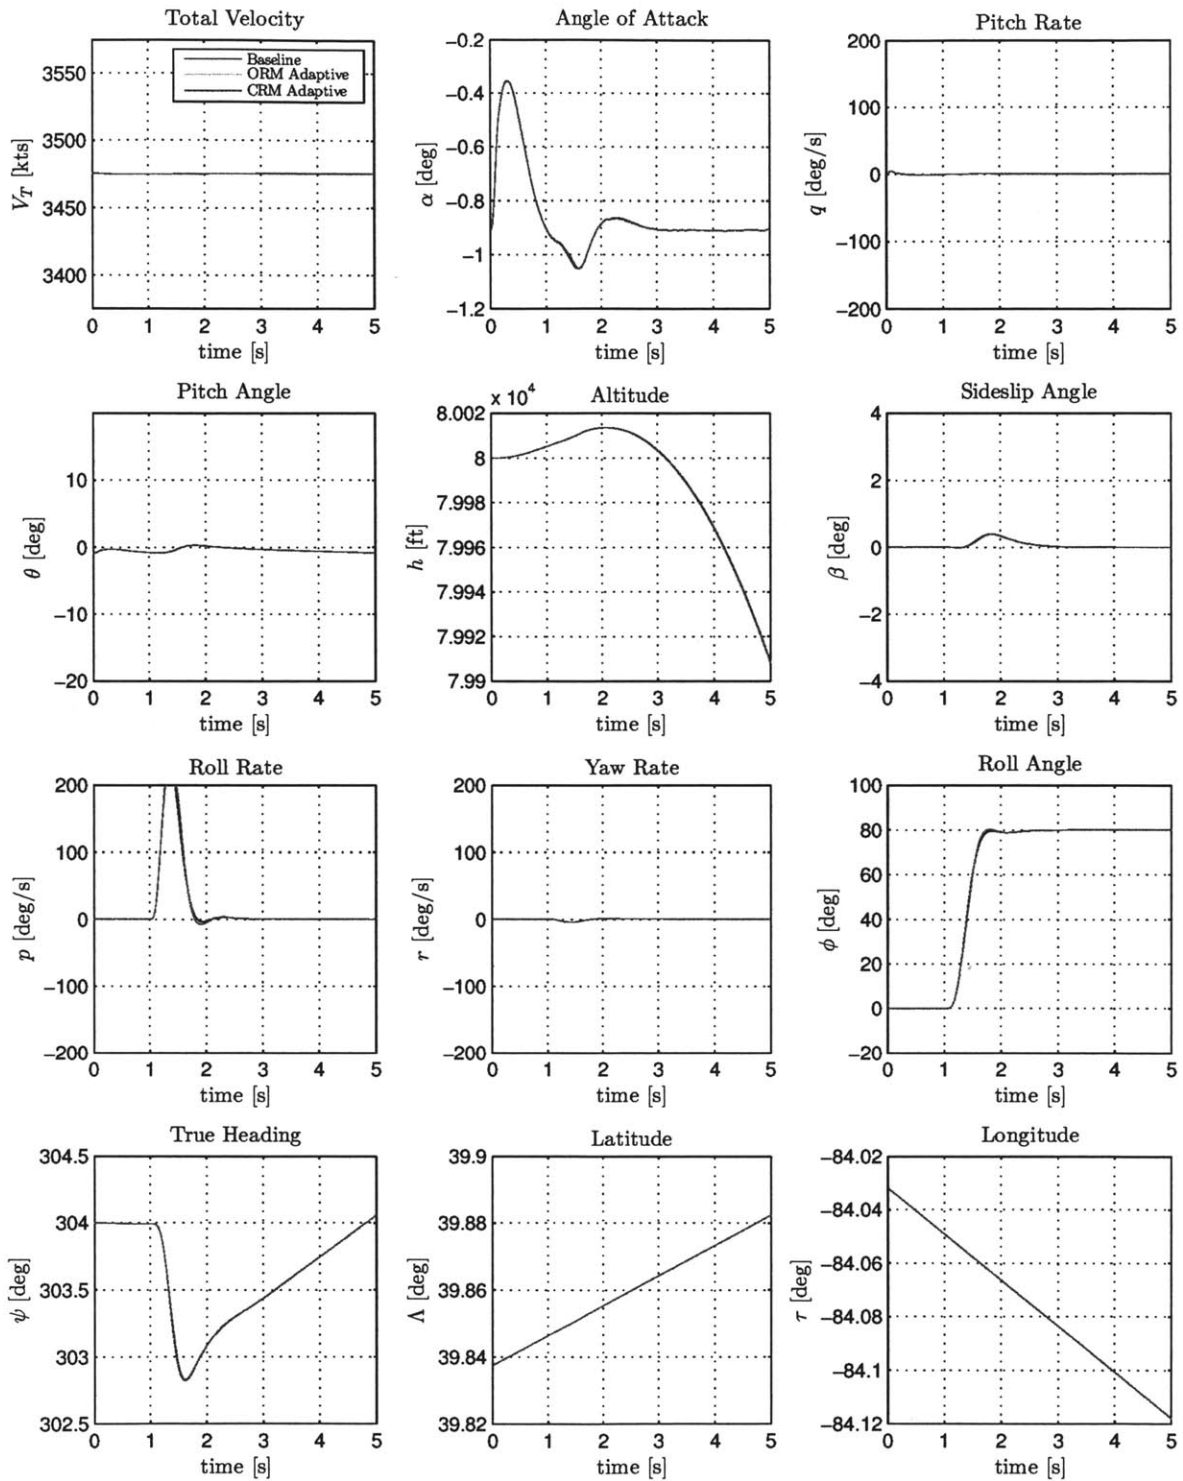 Total Velocity
Baseline
ORM Adaptive
CRM Adaptive
3550
3500
3450
3400
V_T [kts]
0 1 2 3 4 5
time [s]
Angle of Attack
−0.2
−0.4
−0.6
−0.8
−1
−1.2
α [deg]
0 1 2 3 4 5
time [s]
Pitch Rate
200
100
0
−100
−200
q [deg/s]
0 1 2 3 4 5
time [s]
Pitch Angle
10
0
−10
−20
θ [deg]
0 1 2 3 4 5
time [s]
x 10⁴
Altitude
8.002
8
7.998
7.996
7.994
7.992
7.99
h [ft]
0 1 2 3 4 5
time [s]
Sideslip Angle
4
2
0
−2
−4
β [deg]
0 1 2 3 4 5
time [s]
Roll Rate
200
100
0
−100
−200
p [deg/s]
0 1 2 3 4 5
time [s]
Yaw Rate
200
100
0
−100
−200
r [deg/s]
0 1 2 3 4 5
time [s]
Roll Angle
100
80
60
40
20
0
−20
ϕ [deg]
0 1 2 3 4 5
time [s]
True Heading
304.5
304
303.5
303
302.5
ψ [deg]
0 1 2 3 4 5
time [s]
Latitude
39.9
39.88
39.86
39.84
39.82
Λ [deg]
0 1 2 3 4 5
time [s]
Longitude
−84.02
−84.04
−84.06
−84.08
−84.1
−84.12
τ [deg]
0 1 2 3 4 5
time [s]